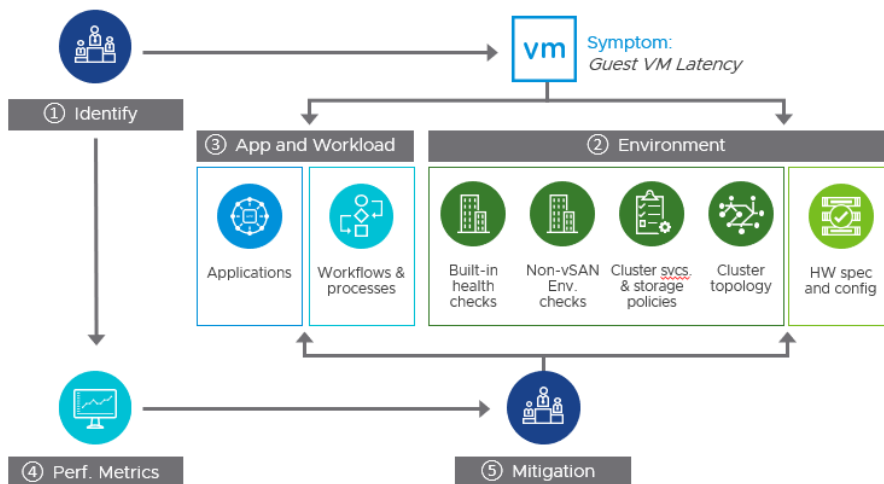 vm
Symptom:
Guest VM Latency
① Identify
③ App and Workload
② Environment
Applications
Workflows &
processes
Built-in
health
checks
Non-vSAN
Env.
checks
Cluster svcs.
& storage
policies
Cluster
topology
HW spec
and config
④ Perf. Metrics
⑤ Mitigation